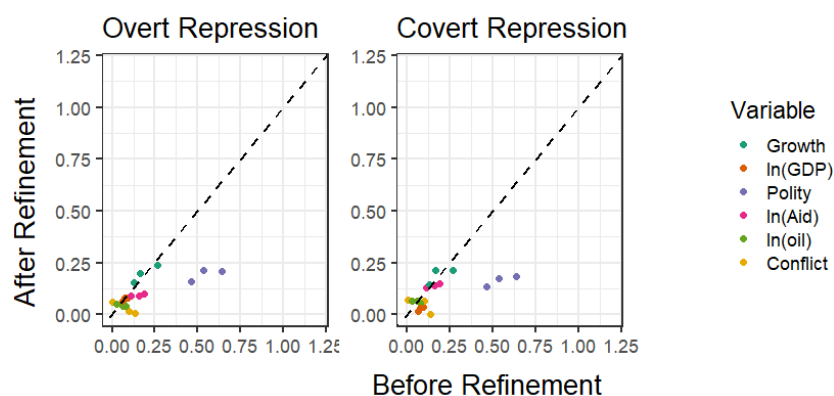 Overt Repression
Covert Repression
After Refinement
1.25
1.00
0.75
0.50
0.25
0.00
0.00 0.25 0.50 0.75 1.00 1.25
1.25
1.00
0.75
0.50
0.25
0.00
0.00 0.25 0.50 0.75 1.00 1.25
Before Refinement
Variable
Growth
ln(GDP)
Polity
ln(Aid)
ln(oil)
Conflict